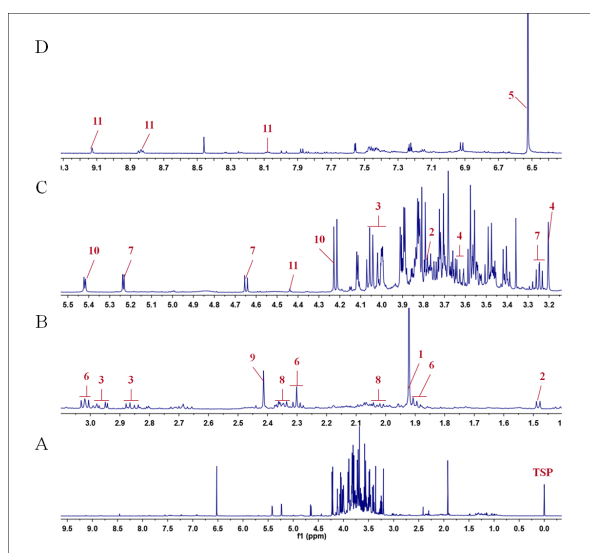 D
5
11 11 11
9.3 9.1 8.9 8.7 8.5 8.3 8.1 7.9 7.7 7.5 7.3 7.1 6.9 6.7 6.5
C
3 4
10 7 7 10 11 2 4 7
5.5 5.4 5.3 5.2 5.1 5.0 4.9 4.8 4.7 4.6 4.5 4.4 4.3 4.2 4.1 4.0 3.9 3.8 3.7 3.6 3.5 3.4 3.3 3.2
B
9 6 1 6
6 3 3 8 8 2
3.0 2.9 2.8 2.7 2.6 2.5 2.4 2.3 2.2 2.1 2.0 1.9 1.8 1.7 1.6 1.5
A
TSP
9.5 9.0 8.5 8.0 7.5 7.0 6.5 6.0 5.5 5.0 4.5 4.0 3.5 3.0 2.5 2.0 1.5 1.0 0.5 0.0
f1 (ppm)